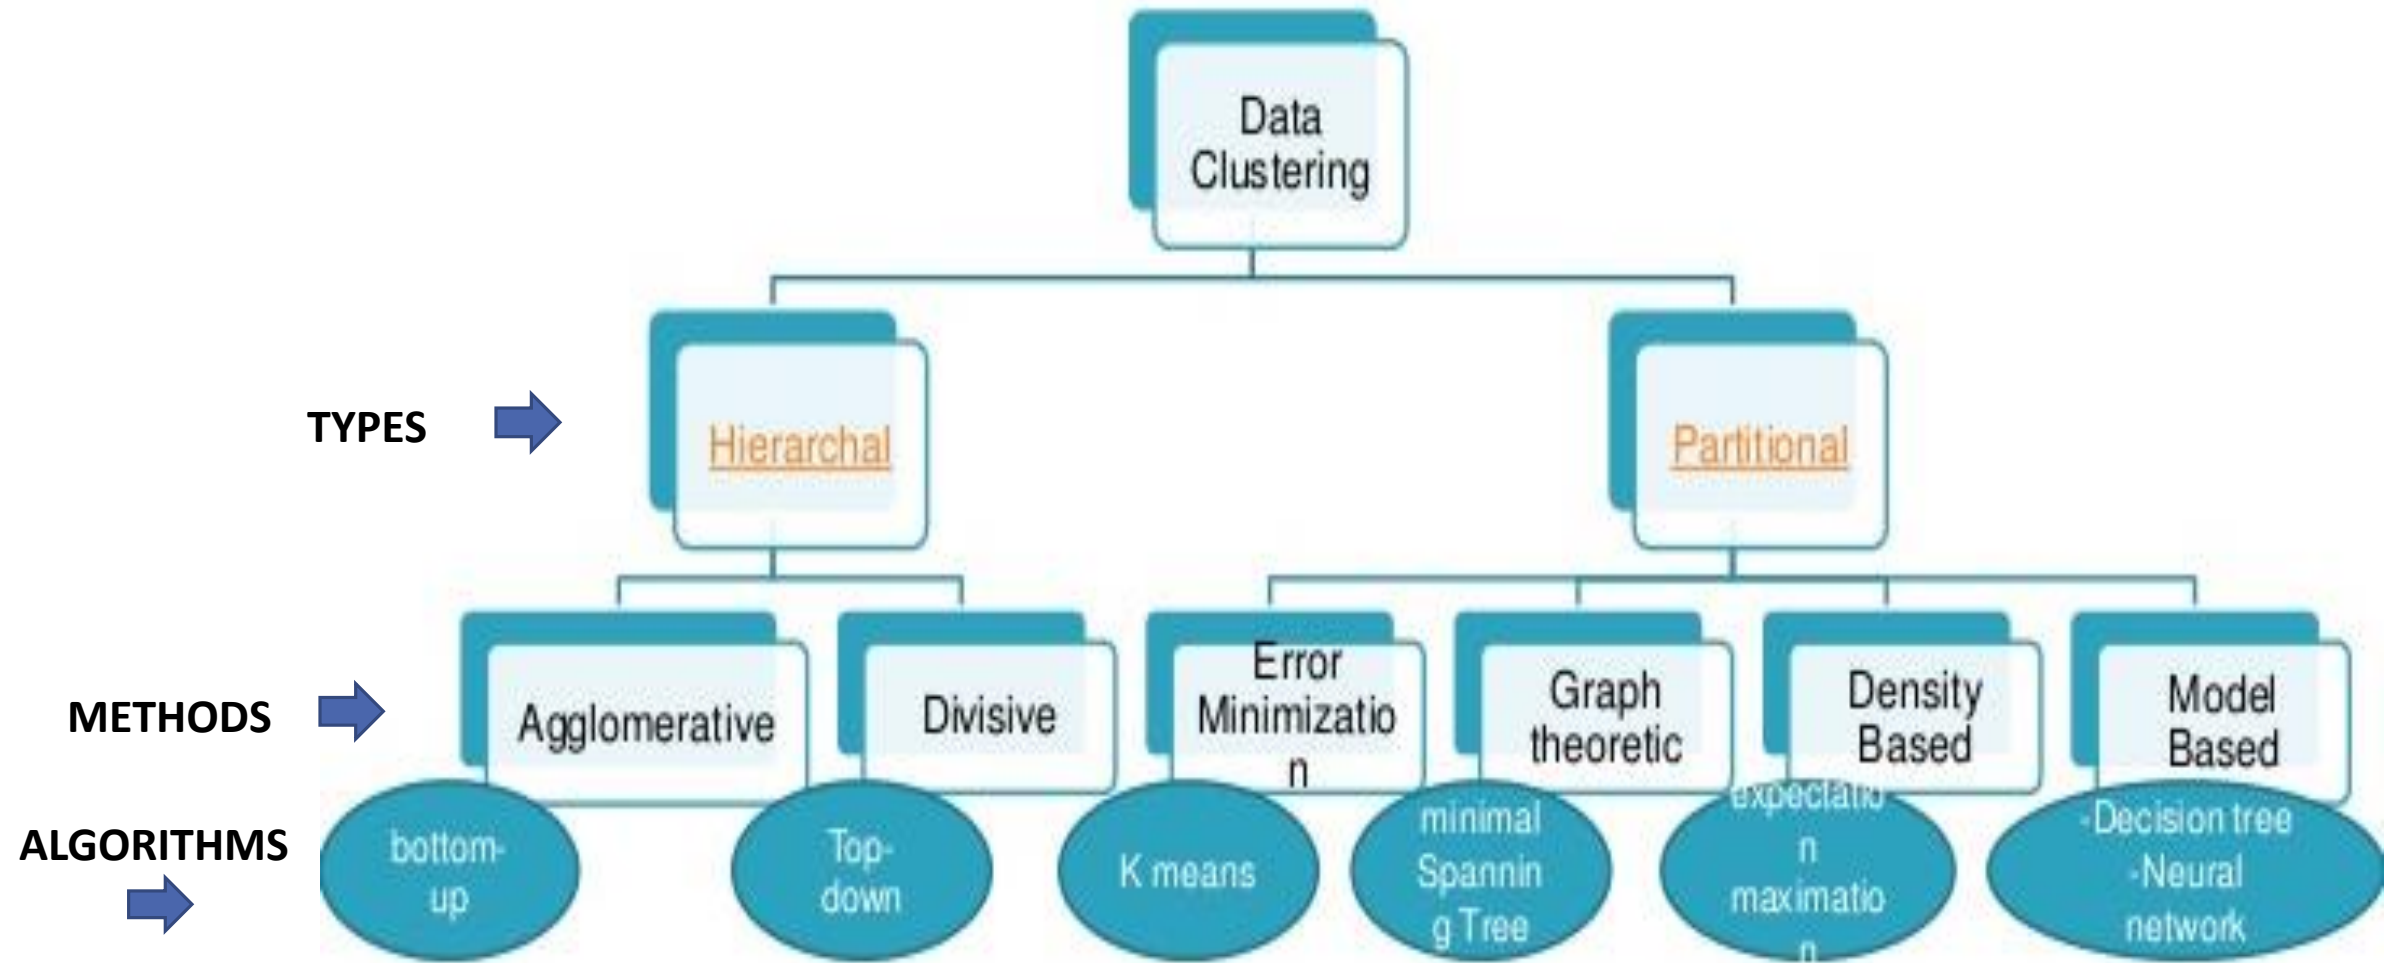 Data
Clustering
TYPES
Hierarchal
Partitional
METHODS
Agglomerative
Divisive
Error
Minimizatio
n
Graph
theoretic
Density
Based
Model
Based
ALGORITHMS
bottom-
up
Top-
down
K means
minimal
Spannin
g Tree
expectatio
n
maximatio
n
-Decision tree
-Neural
network